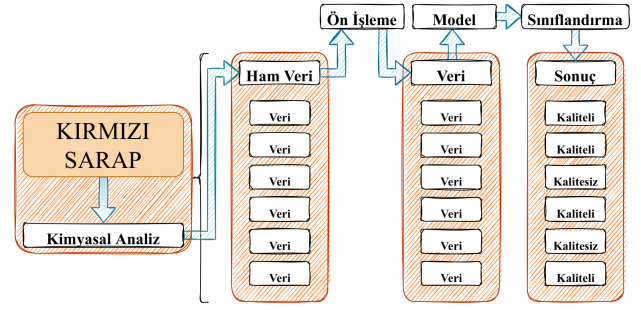 Ön İşleme
Model
Sınıflandırma
Ham Veri
Veri
Sonuç
Veri
Veri
Kaliteli
Veri
Veri
Kaliteli
KIRMIZI
SARAP
Veri
Veri
Kalitesiz
Veri
Veri
Kaliteli
Kimyasal Analiz
Veri
Veri
Kalitesiz
Veri
Veri
Kaliteli